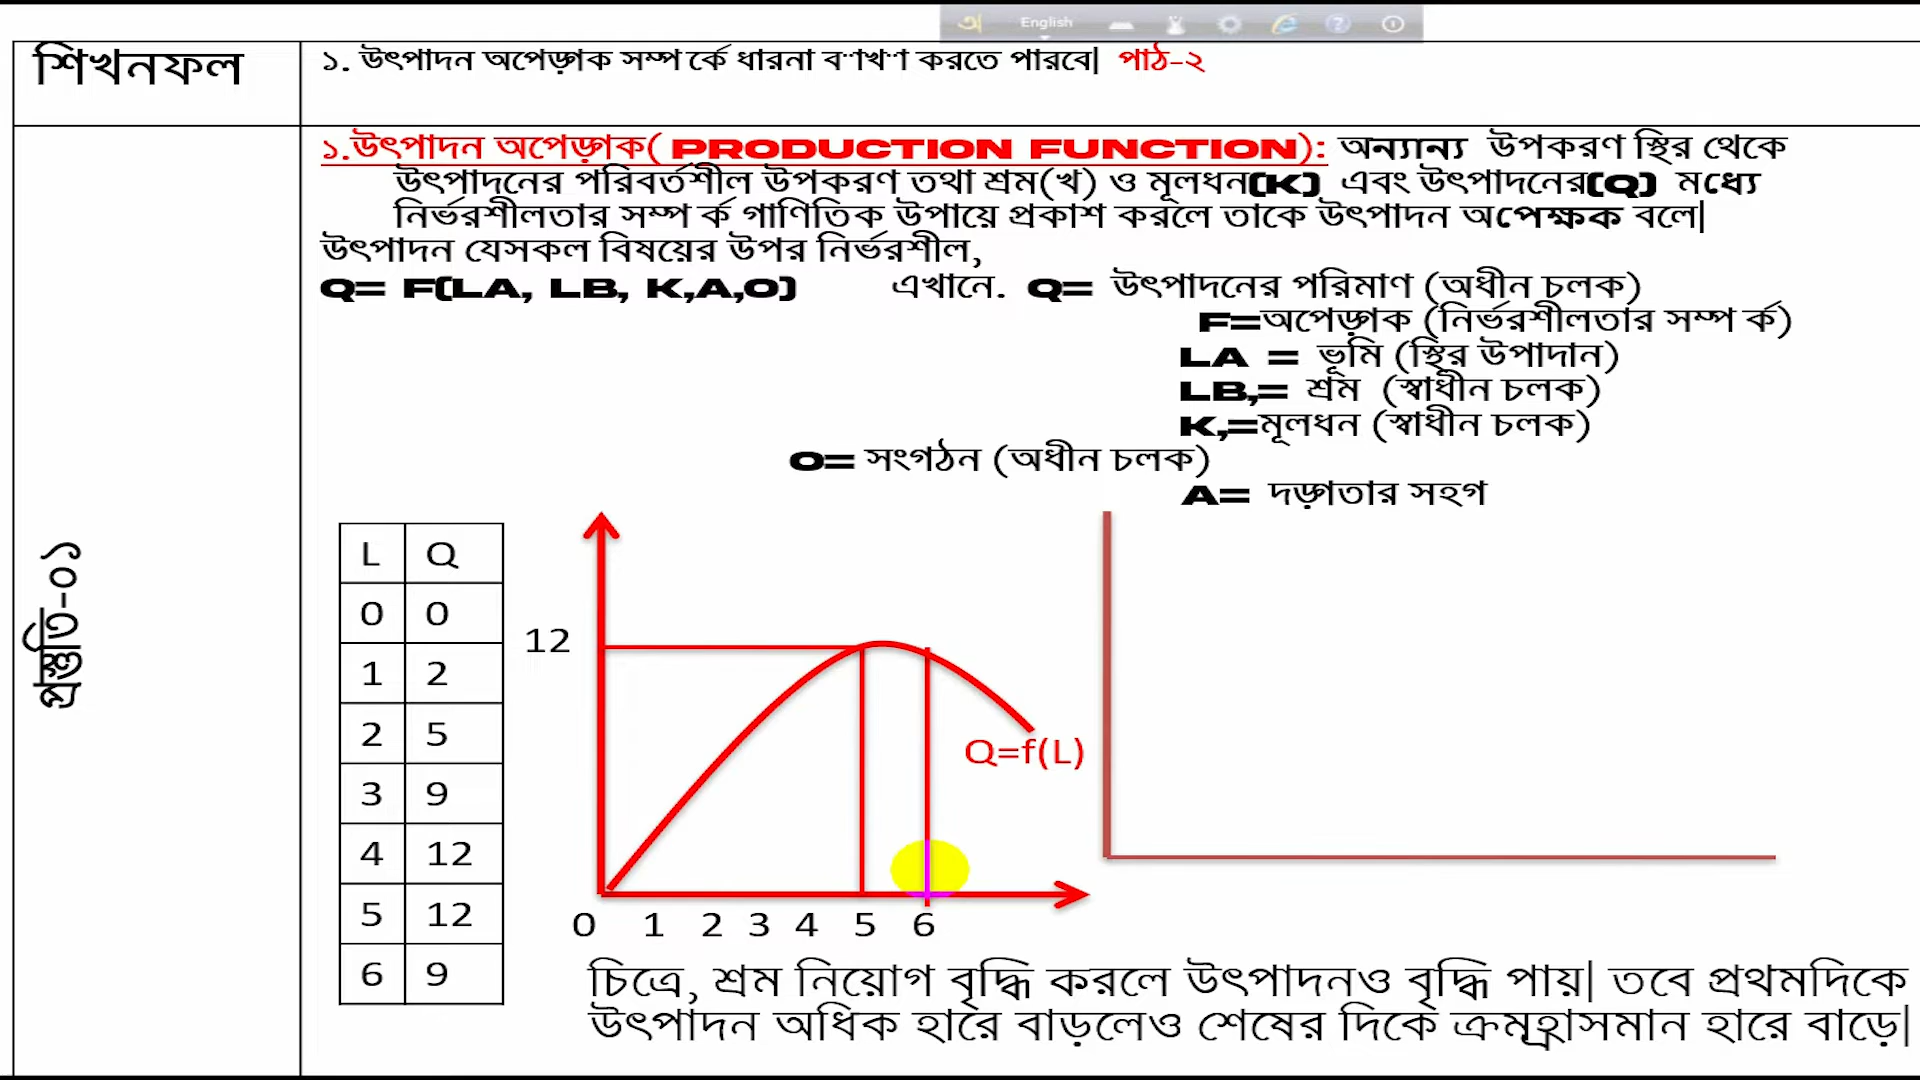 English
শিখনফল
১. উৎপাদন অপেড়্গক সম্পর্কে ধারনা ব¨াখ¨া করতে পারবে| পাঠ-২
১.উৎপাদন অপেড়্গক( PRODUCTION FUNCTION): অন্যান্য উপকরণ স্থির থেকে
উৎপাদনের পরিবর্তশীল উপকরণ তথা শ্রম(খ) ও মূলধন(K) এবং উৎপাদনের(Q) মধ্যে
নির্ভরশীলতার সম্পর্ক গাণিতিক উপায়ে প্রকাশ করলে তাকে উৎপাদন অপেক্ষক বলে|
উৎপাদন যেসকল বিষয়ের উপর নির্ভরশীল,
Q= F(LA, LB, K,A,O) এখানে. Q= উৎপাদনের পরিমাণ (অধীন চলক)
F=অপেড়্গক (নির্ভরশীলতার সম্পর্ক)
LA = ভূমি (স্থির উপাদান)
LB,= শ্রম (স্বাধীন চলক)
K,=মূলধন (স্বাধীন চলক)
O= সংগঠন (অধীন চলক)
A= দড়্গতার সহগ
প্রস্তুতি-০১
L Q
0 0
1 2
2 5
3 9
4 12
5 12
6 9
12
Q=f(L)
0 1 2 3 4 5 6
চিত্রে, শ্রম নিয়োগ বৃদ্ধি করলে উৎপাদনও বৃদ্ধি পায়| তবে প্রথমদিকে
উৎপাদন অধিক হারে বাড়লেও শেষের দিকে ক্রমহ্রাসমান হারে বাড়ে|